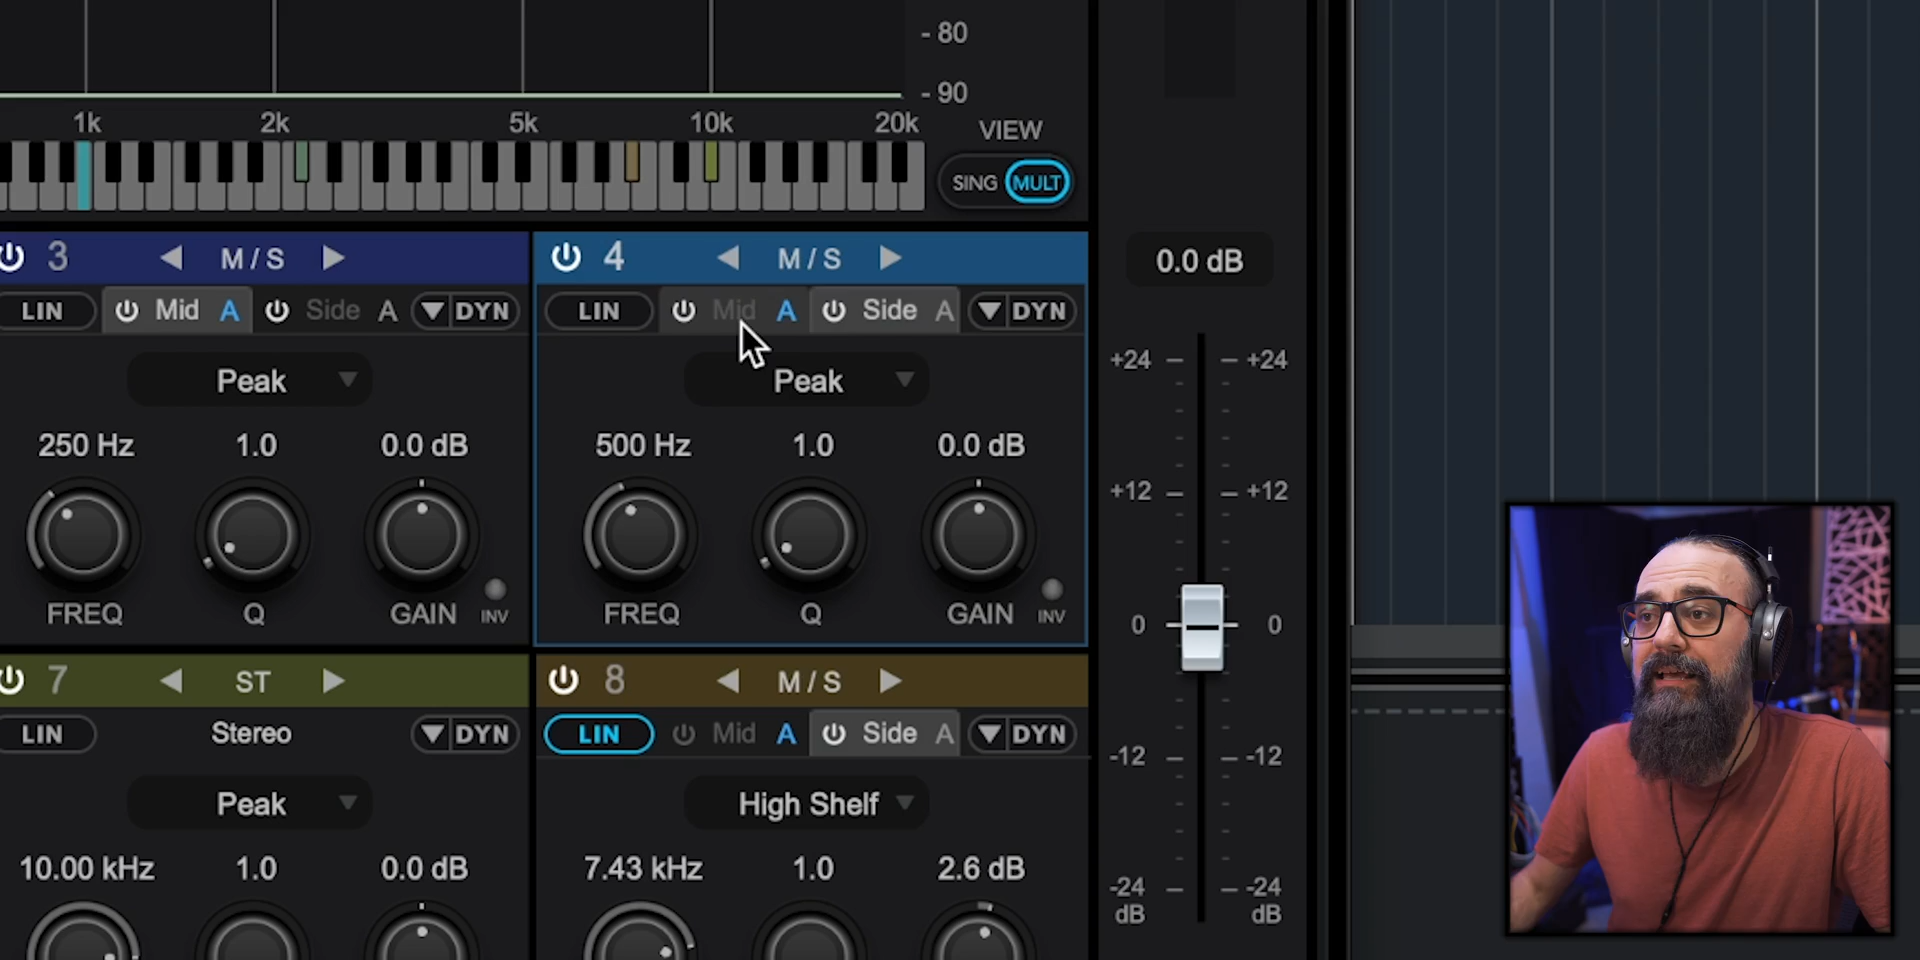 - 80
- 90
1k 2k 5k 10k 20k
VIEW
SING MULT
3 M / S
4 M / S
0.0 dB
LIN Mid A Side A DYN
LIN Mid A Side A DYN
Peak
Peak
250 Hz 1.0 0.0 dB
500 Hz 1.0 0.0 dB
FREQ Q GAIN INV
FREQ Q GAIN INV
+24 +24
+12 +12
0 0
-12 -12
-24 -24
dB dB
7 ST
8 M / S
LIN Stereo DYN
LIN Mid A Side A DYN
Peak
High Shelf
10.00 kHz 1.0 0.0 dB
7.43 kHz 1.0 2.6 dB